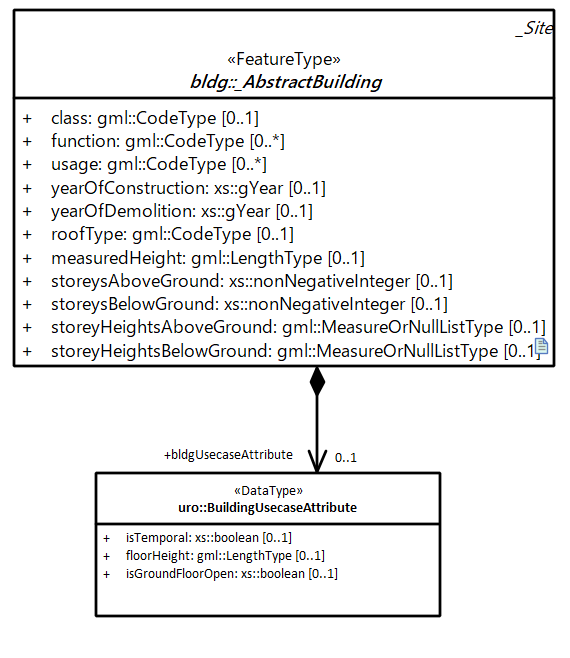 _Site
«FeatureType»
bldg::_AbstractBuilding
+ class: gml::CodeType [0..1]
+ function: gml::CodeType [0..*]
+ usage: gml::CodeType [0..*]
+ yearOfConstruction: xs::gYear [0..1]
+ yearOfDemolition: xs::gYear [0..1]
+ roofType: gml::CodeType [0..1]
+ measuredHeight: gml::LengthType [0..1]
+ storeysAboveGround: xs::nonNegativeInteger [0..1]
+ storeysBelowGround: xs::nonNegativeInteger [0..1]
+ storeyHeightsAboveGround: gml::MeasureOrNullListType [0..1]
+ storeyHeightsBelowGround: gml::MeasureOrNullListType [0..1]
+bldgUsecaseAttribute 0..1
«DataType»
uro::BuildingUsecaseAttribute
+ isTemporal: xs::boolean [0..1]
+ floorHeight: gml::LengthType [0..1]
+ isGroundFloorOpen: xs::boolean [0..1]